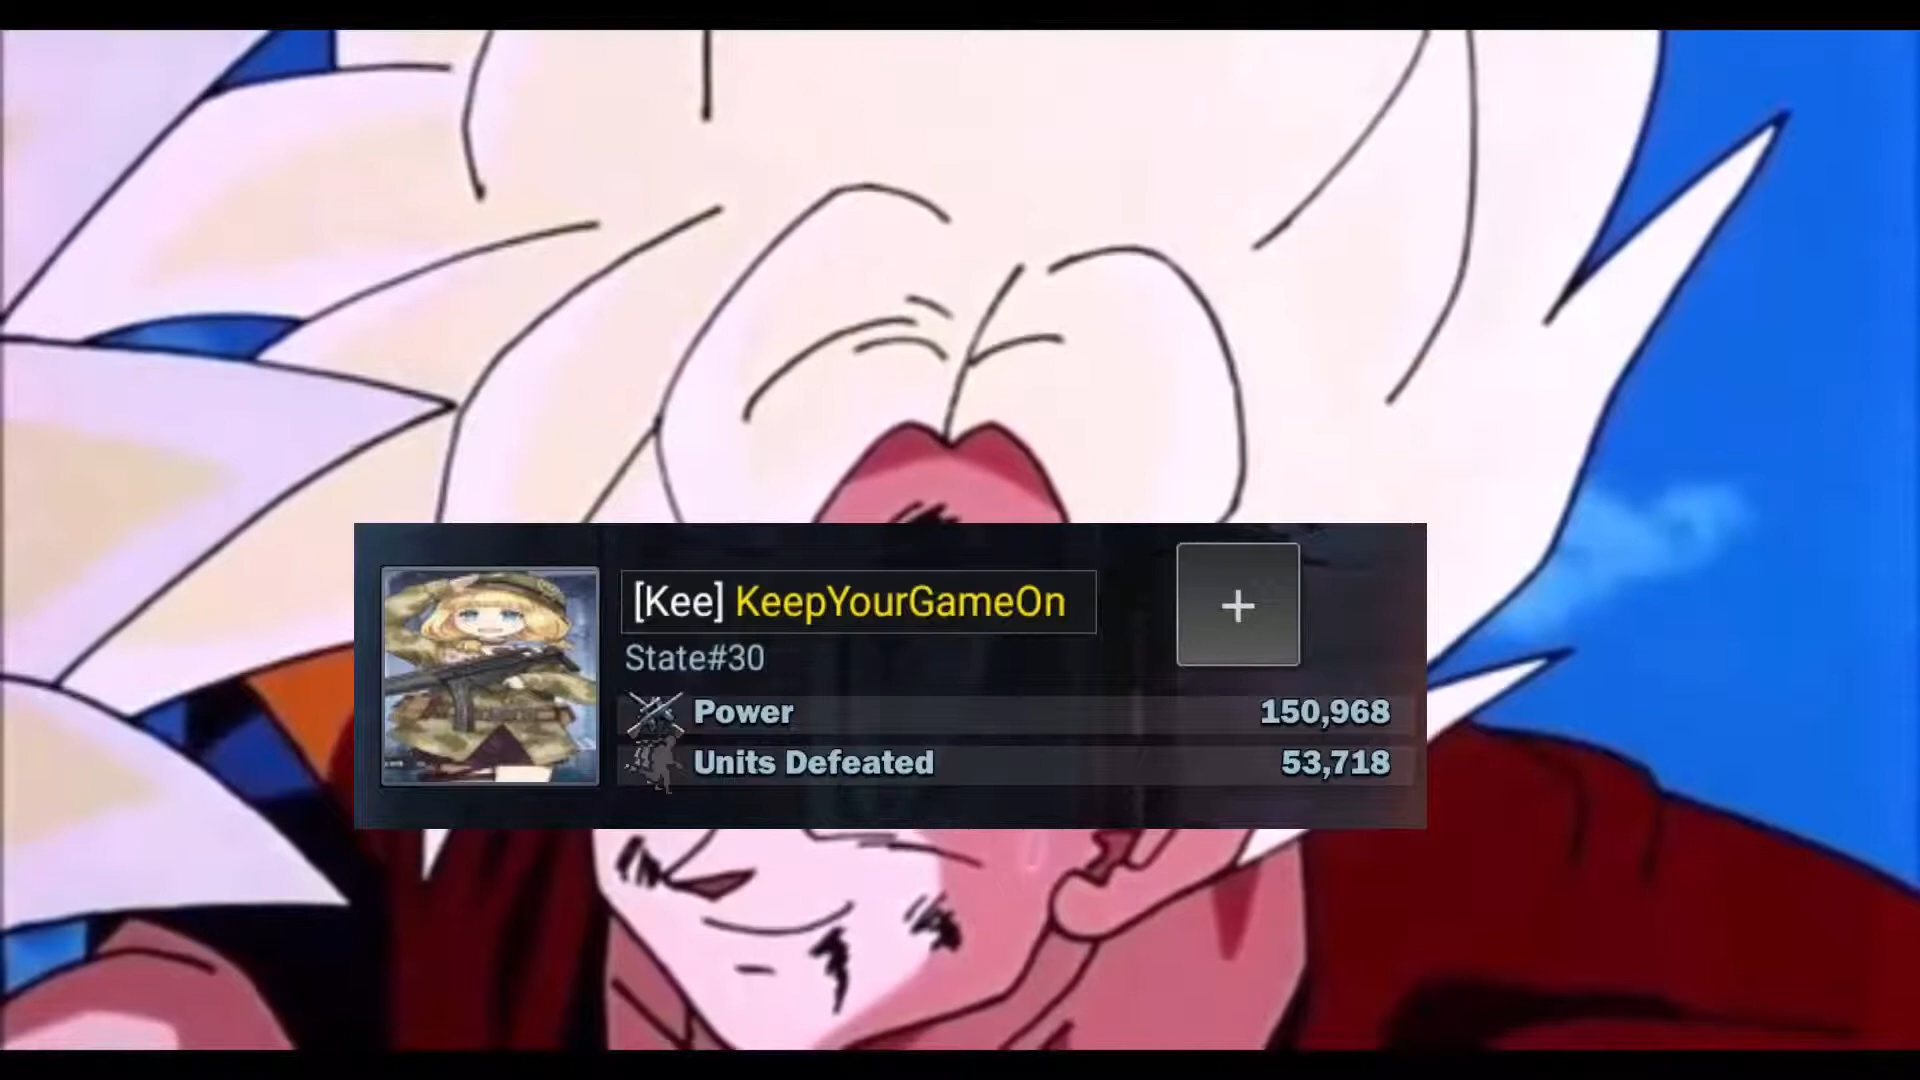 [Kee] KeepYourGameOn
+
State#30
Power 150,968
Units Defeated 53,718